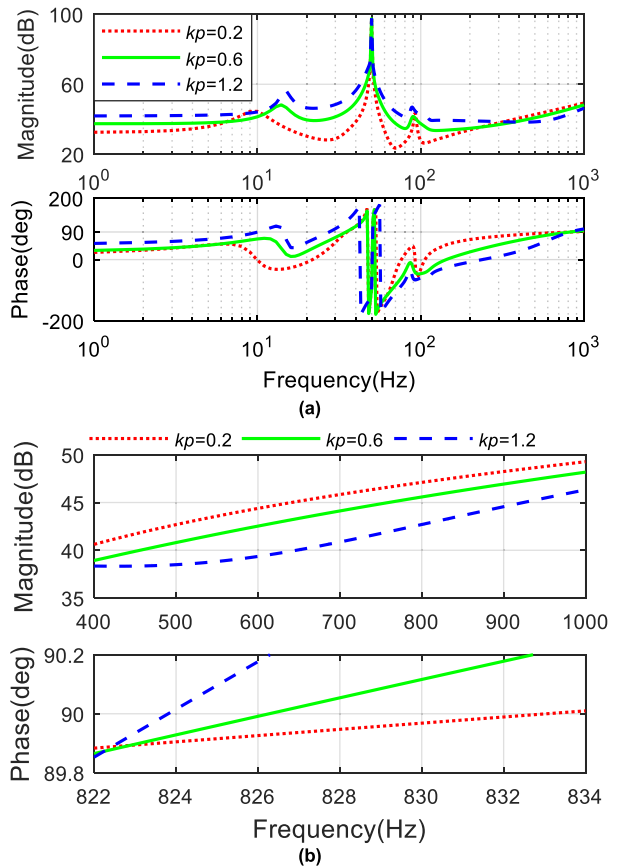 Magnitude(dB)
100
60
20
kp=0.2
kp=0.6
kp=1.2
10^0 10^1 10^2 10^3
Phase(deg)
200
90
0
-200
10^0 10^1 10^2 10^3
Frequency(Hz)
(a)
kp=0.2 kp=0.6 kp=1.2
Magnitude(dB)
50
45
40
35
400 500 600 700 800 900 1000
Phase(deg)
90.2
90
89.8
822 824 826 828 830 832 834
Frequency(Hz)
(b)